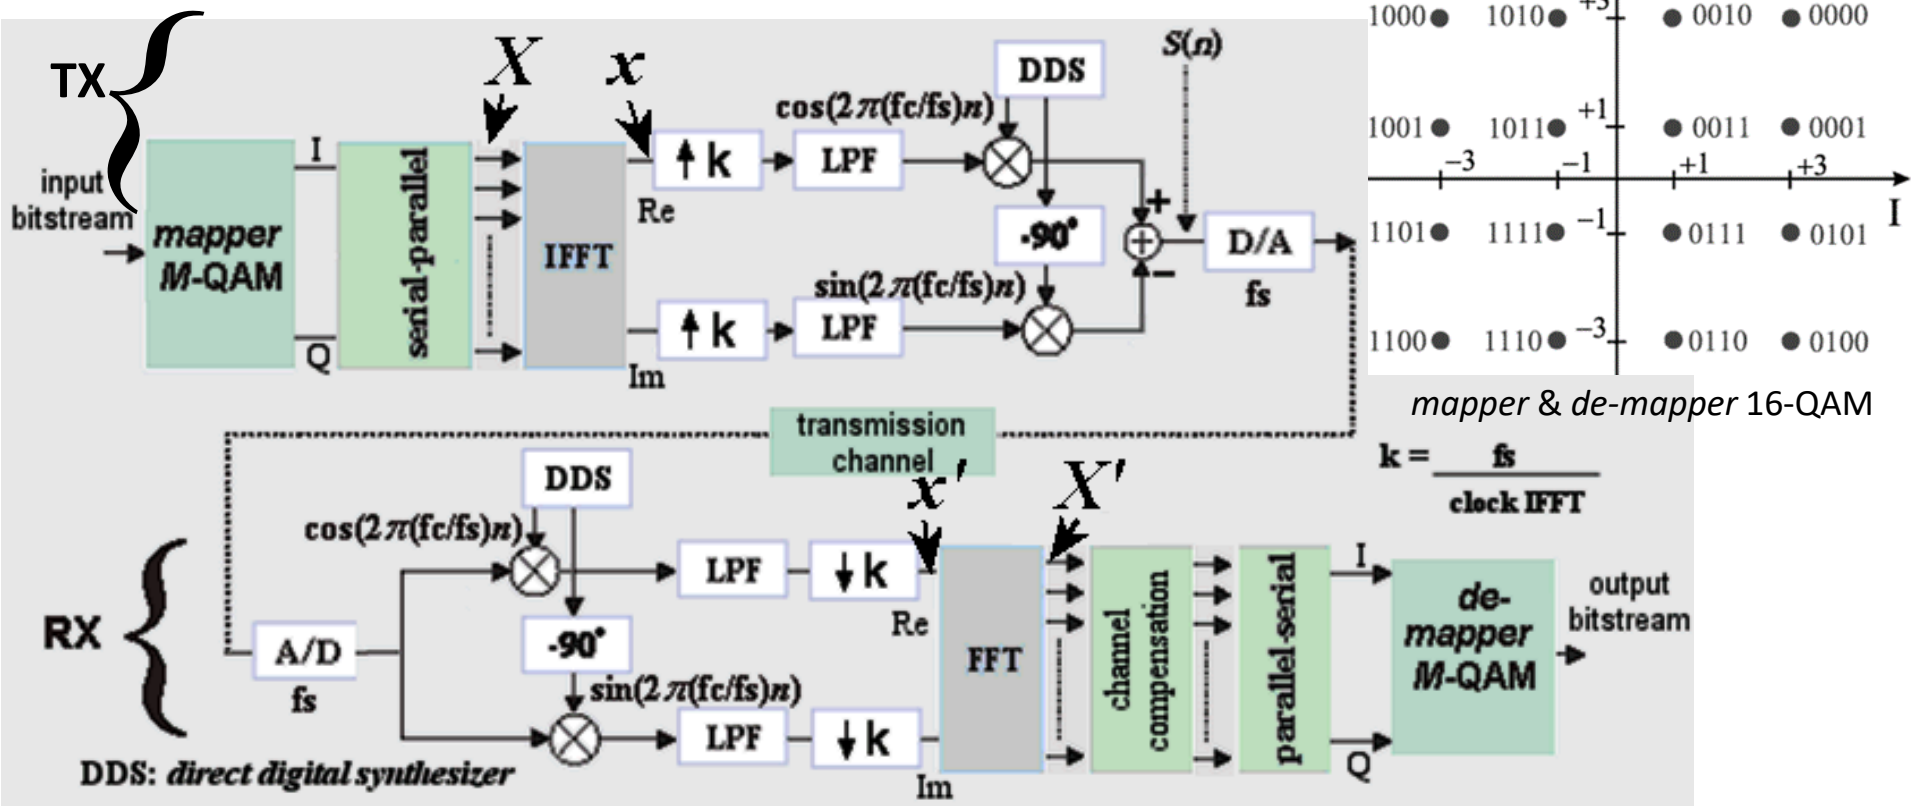 TX
input
bitstream
mapper
M-QAM
I
Q
serial-parallel
X
IFFT
x
Re
Im
↑k
LPF
cos(2π(fc/fs)n)
DDS
-90°
↑k
LPF
sin(2π(fc/fs)n)
+
−
S(n)
D/A
fs
+3
1000 1010 0010 0000
+1
1001 1011 0011 0001
−3 −1 +1 +3
I
1101 1111 −1 0111 0101
1100 1110 −3 0110 0100
mapper & de-mapper 16-QAM
k = fs
clock IFFT
transmission
channel
RX
A/D
fs
DDS
cos(2π(fc/fs)n)
-90°
sin(2π(fc/fs)n)
LPF
↓k
LPF
↓k
x'
Re
Im
FFT
X'
channel
compensation
parallel-serial
I
Q
de-
mapper
M-QAM
output
bitstream
DDS: direct digital synthesizer